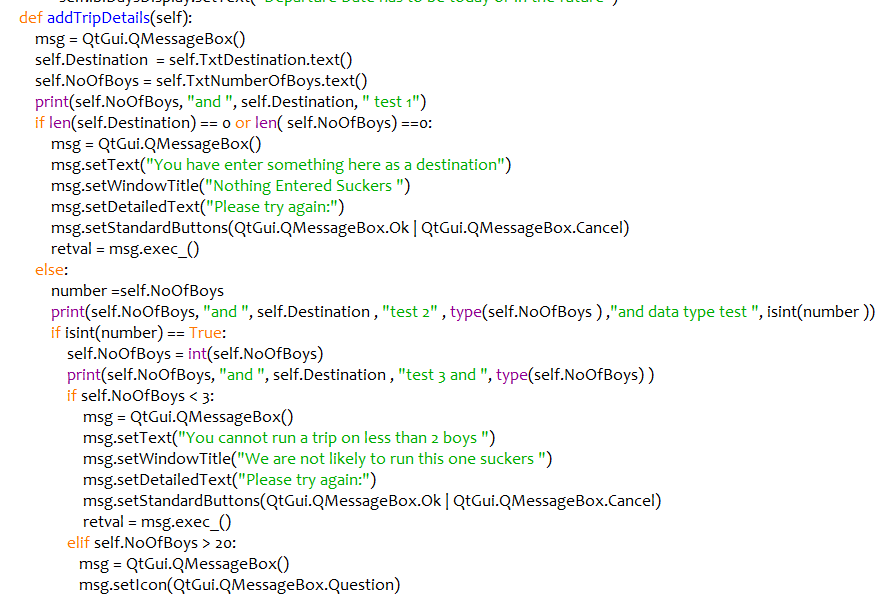 def addTripDetails(self):
    msg = QtGui.QMessageBox()
    self.Destination  = self.TxtDestination.text()
    self.NoOfBoys = self.TxtNumberOfBoys.text()
    print(self.NoOfBoys, "and ", self.Destination, " test 1")
    if len(self.Destination) == 0 or len( self.NoOfBoys) ==0:
        msg = QtGui.QMessageBox()
        msg.setText("You have enter something here as a destination")
        msg.setWindowTitle("Nothing Entered Suckers ")
        msg.setDetailedText("Please try again:")
        msg.setStandardButtons(QtGui.QMessageBox.Ok | QtGui.QMessageBox.Cancel)
        retval = msg.exec_()
    else:
        number =self.NoOfBoys
        print(self.NoOfBoys, "and ", self.Destination , "test 2" , type(self.NoOfBoys ) ,"and data type test ", isint(number ))
        if isint(number) == True:
            self.NoOfBoys = int(self.NoOfBoys)
            print(self.NoOfBoys, "and ", self.Destination , "test 3 and ", type(self.NoOfBoys) )
            if self.NoOfBoys < 3:
                msg = QtGui.QMessageBox()
                msg.setText("You cannot run a trip on less than 2 boys ")
                msg.setWindowTitle("We are not likely to run this one suckers ")
                msg.setDetailedText("Please try again:")
                msg.setStandardButtons(QtGui.QMessageBox.Ok | QtGui.QMessageBox.Cancel)
                retval = msg.exec_()
            elif self.NoOfBoys > 20:
               msg = QtGui.QMessageBox()
               msg.setIcon(QtGui.QMessageBox.Question)